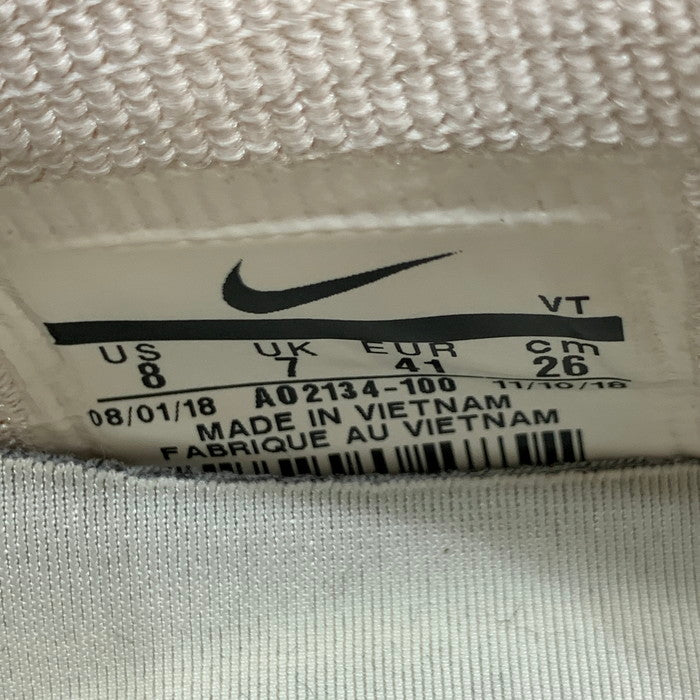 VT
US UK EUR cm
8 7 41 26
08/01/18 AO2134-100 11/10/18
MADE IN VIETNAM
FABRIQUE AU VIETNAM